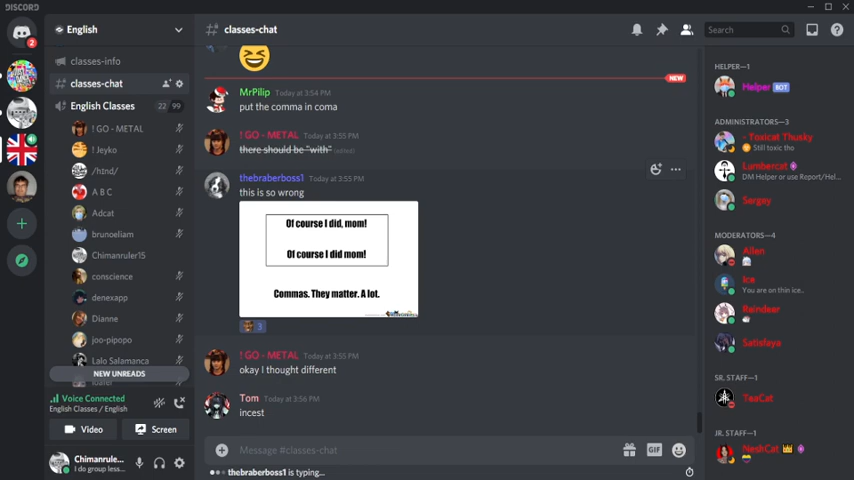 DISCORD
English
classes-chat
Search
2
classes-info
classes-chat
English Classes 22 99
! GO - METAL
! Jeyko
/htnd/
A B C
Adcat
brunoeliam
Chimanruler15
conscience
denexapp
Dianne
joo-pipopo
Lalo Salamanca
NEW UNREADS
Voice Connected
English Classes / English
Video
Screen
Chimanrule...
I do group less...
NEW
MrPilip Today at 3:54 PM
put the comma in coma
! GO - METAL Today at 3:55 PM
there should be "with" (edited)
thebraberboss1 Today at 3:55 PM
this is so wrong
Of course I did, mom!
Of course I did mom!
Commas. They matter. A lot.
3
! GO - METAL Today at 3:55 PM
okay I thought different
Tom Today at 3:56 PM
incest
Message #classes-chat
GIF
thebraberboss1 is typing...
HELPER—1
Helper BOT
ADMINISTRATORS—3
Toxicat Thusky
Still toxic tho
Lumbercat
DM Helper or use Report/Hel...
Sergey
MODERATORS—4
Allen
Ice
You are on thin ice..
Reindear
Satisfaya
SR. STAFF—1
TeaCat
JR. STAFF—1
NeshCat